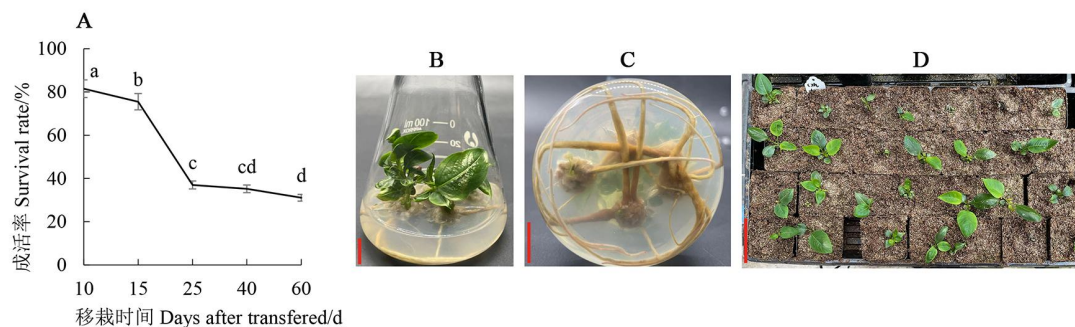 A
成活率 Survival rate/%
100
80
60
40
20
0
a
b
c
cd
d
10 15 25 40 60
移栽时间 Days after transfered/d
B
0
100 ml
20
C
D